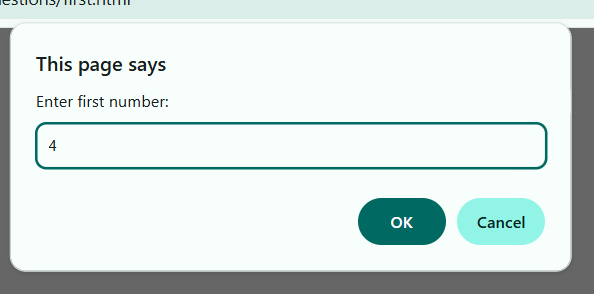 estions/first.html
This page says
Enter first number:
4
OK
Cancel